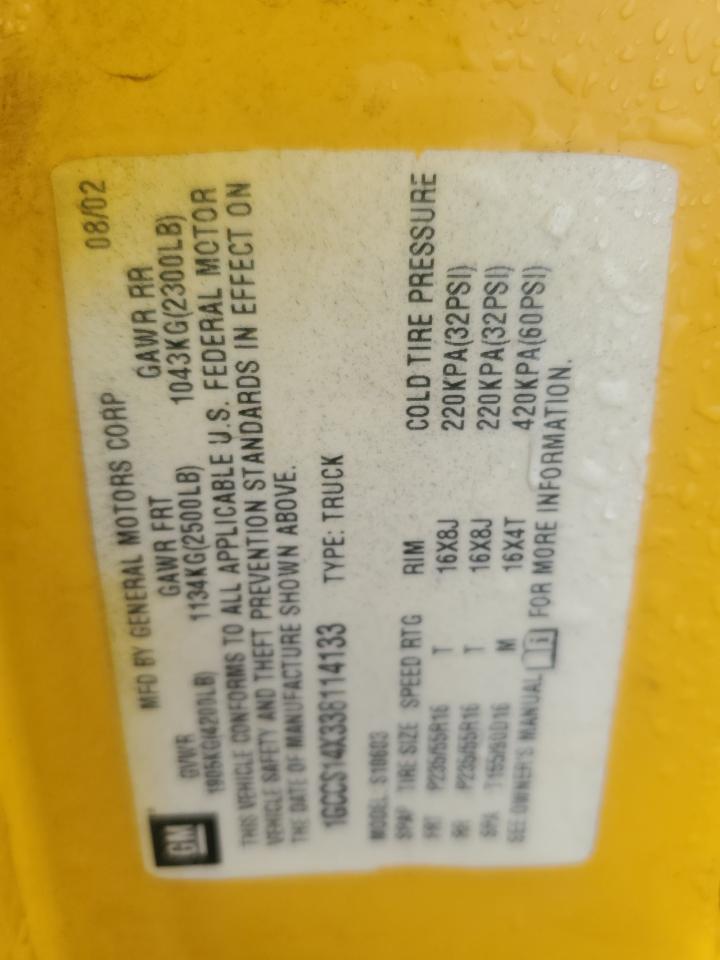 GM
MFD BY GENERAL MOTORS CORP 08/02
GVWR GAWR FRT GAWR RR
1905KG(4200LB) 1134KG(2500LB) 1043KG(2300LB)
THIS VEHICLE CONFORMS TO ALL APPLICABLE U.S. FEDERAL MOTOR
VEHICLE SAFETY AND THEFT PREVENTION STANDARDS IN EFFECT ON
THE DATE OF MANUFACTURE SHOWN ABOVE.
1GCCS14X338114133 TYPE: TRUCK
MODEL: S10603
TIRE SIZE SPEED RTG RIM COLD TIRE PRESSURE
FRT P235/55R16 T 16X8J 220KPA(32PSI)
RR P235/55R16 T 16X8J 220KPA(32PSI)
SPA T155/90D16 M 16X4T 420KPA(60PSI)
SEE OWNER'S MANUAL i FOR MORE INFORMATION.